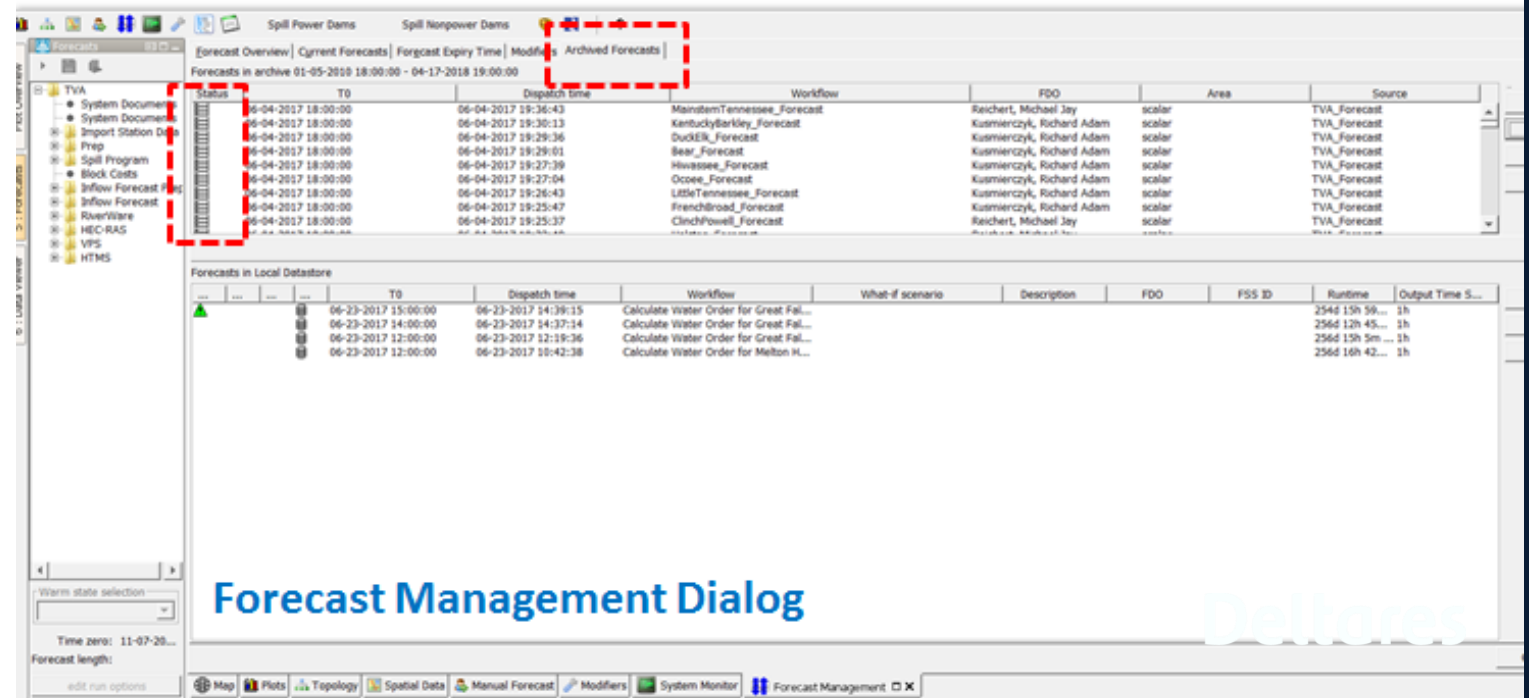 Spill Power Dams Spill Nonpower Dams
Forecasts
Forecast Overview Current Forecasts Forecast Expiry Time Modifiers Archived Forecasts
Forecasts in archive 01-05-2010 18:00:00 - 04-17-2018 19:00:00
TVA
System Documents
System Documents
Import Station Data
Prep
Spill Program
Block Costs
Inflow Forecast Prep
Inflow Forecast
RiverWare
HEC-RAS
VPS
HTMS
Status T0 Dispatch time Workflow FDO Area Source
06-04-2017 18:00:00 06-04-2017 19:36:43 MainstemTennessee_Forecast Reichert, Michael Jay scalar TVA_Forecast
06-04-2017 18:00:00 06-04-2017 19:30:13 KentuckyBarkley_Forecast Kusmierczyk, Richard Adam scalar TVA_Forecast
06-04-2017 18:00:00 06-04-2017 19:29:36 DuckElk_Forecast Kusmierczyk, Richard Adam scalar TVA_Forecast
06-04-2017 18:00:00 06-04-2017 19:29:01 Bear_Forecast Kusmierczyk, Richard Adam scalar TVA_Forecast
06-04-2017 18:00:00 06-04-2017 19:27:39 Hiwassee_Forecast Kusmierczyk, Richard Adam scalar TVA_Forecast
06-04-2017 18:00:00 06-04-2017 19:27:04 Ocoee_Forecast Kusmierczyk, Richard Adam scalar TVA_Forecast
06-04-2017 18:00:00 06-04-2017 19:26:43 LittleTennessee_Forecast Kusmierczyk, Richard Adam scalar TVA_Forecast
06-04-2017 18:00:00 06-04-2017 19:25:47 FrenchBroad_Forecast Kusmierczyk, Richard Adam scalar TVA_Forecast
06-04-2017 18:00:00 06-04-2017 19:25:37 ClinchPowell_Forecast Reichert, Michael Jay scalar TVA_Forecast
Forecasts in Local Datastore
... ... ... ... T0 Dispatch time Workflow What-if scenario Description FDO FSS ID Runtime Output Time S...
06-23-2017 15:00:00 06-23-2017 14:39:15 Calculate Water Order for Great Fal... 254d 15h 59... 1h
06-23-2017 14:00:00 06-23-2017 14:37:14 Calculate Water Order for Great Fal... 256d 12h 45... 1h
06-23-2017 12:00:00 06-23-2017 12:19:36 Calculate Water Order for Great Fal... 256d 15h 5m ... 1h
06-23-2017 12:00:00 06-23-2017 10:42:38 Calculate Water Order for Melton H... 256d 16h 42... 1h
Warm state selection
Time zero: 11-07-20...
Forecast length:
edit run options
Forecast Management Dialog
Deltares
Map Plots Topology Spatial Data Manual Forecast Modifiers System Monitor Forecast Management